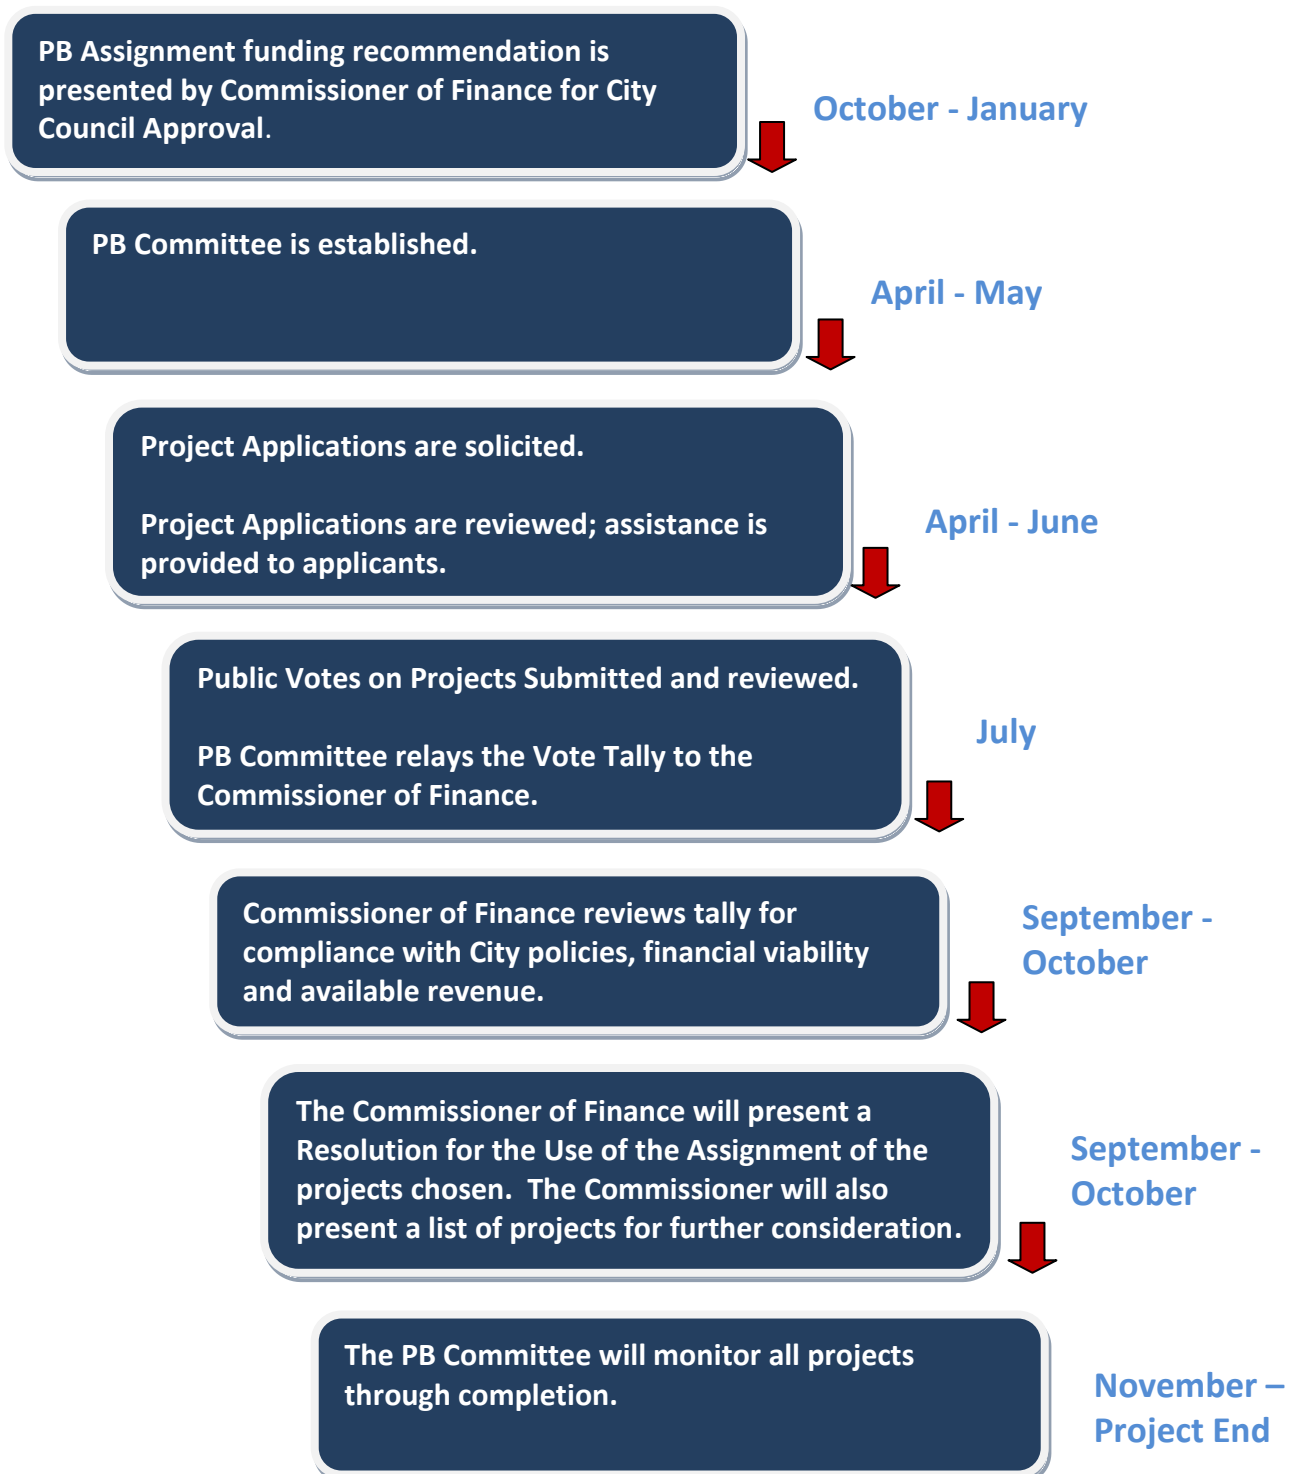 PB Assignment funding recommendation is
presented by Commissioner of Finance for City
Council Approval.
October - January
PB Committee is established.
April - May
Project Applications are solicited.
Project Applications are reviewed; assistance is
provided to applicants.
April - June
Public Votes on Projects Submitted and reviewed.
PB Committee relays the Vote Tally to the
Commissioner of Finance.
July
Commissioner of Finance reviews tally for
compliance with City policies, financial viability
and available revenue.
September -
October
The Commissioner of Finance will present a
Resolution for the Use of the Assignment of the
projects chosen.  The Commissioner will also
present a list of projects for further consideration.
September -
October
The PB Committee will monitor all projects
through completion.
November –
Project End